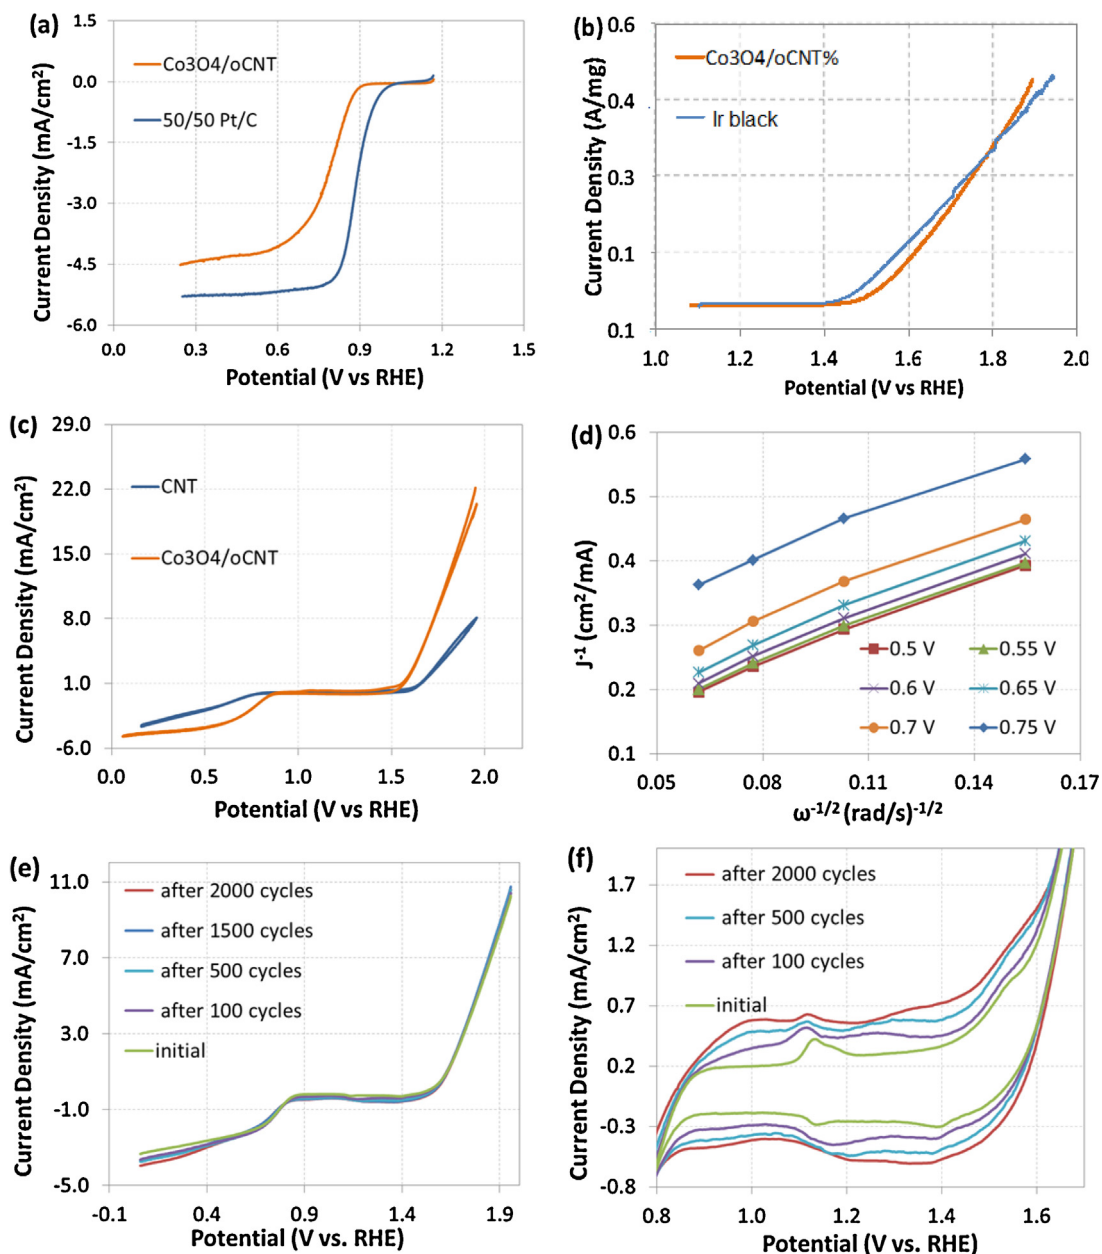 (a)
1.5
0.0
-1.5
-3.0
-4.5
-6.0
Current Density (mA/cm²)
Co3O4/oCNT
50/50 Pt/C
0.0 0.3 0.6 0.9 1.2 1.5
Potential (V vs RHE)
(b)
0.6
0.4
0.3
0.1
0.1
Current Density (A/mg)
Co3O4/oCNT%
Ir black
1.0 1.2 1.4 1.6 1.8 2.0
Potential (V vs RHE)
(c)
29.0
22.0
15.0
8.0
1.0
-6.0
Current Density (mA/cm²)
CNT
Co3O4/oCNT
0.0 0.5 1.0 1.5 2.0
Potential (V vs RHE)
(d)
0.6
0.5
0.4
0.3
0.2
0.1
J⁻¹ (cm²/mA)
0.5 V 0.55 V
0.6 V 0.65 V
0.7 V 0.75 V
0.05 0.08 0.11 0.14 0.17
ω⁻¹/² (rad/s)⁻¹/²
(e)
11.0
7.0
3.0
-1.0
-5.0
Current Density (mA/cm²)
after 2000 cycles
after 1500 cycles
after 500 cycles
after 100 cycles
initial
-0.1 0.4 0.9 1.4 1.9
Potential (V vs. RHE)
(f)
1.7
1.2
0.7
0.2
-0.3
-0.8
Current Density (mA/cm²)
after 2000 cycles
after 500 cycles
after 100 cycles
initial
0.8 1.0 1.2 1.4 1.6
Potential (V vs. RHE)